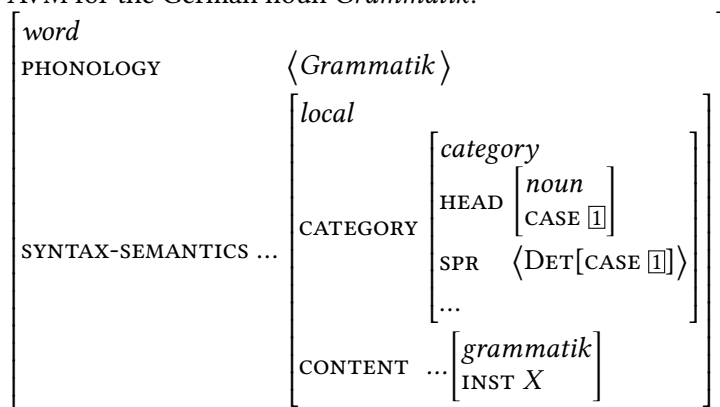 AVM for the German noun Grammatik:
word
PHONOLOGY ⟨Grammatik⟩
local
category
HEAD noun
CASE 1
CATEGORY
SYNTAX-SEMANTICS ...
SPR ⟨DET[CASE 1]⟩
...
grammatik
CONTENT ...
INST X